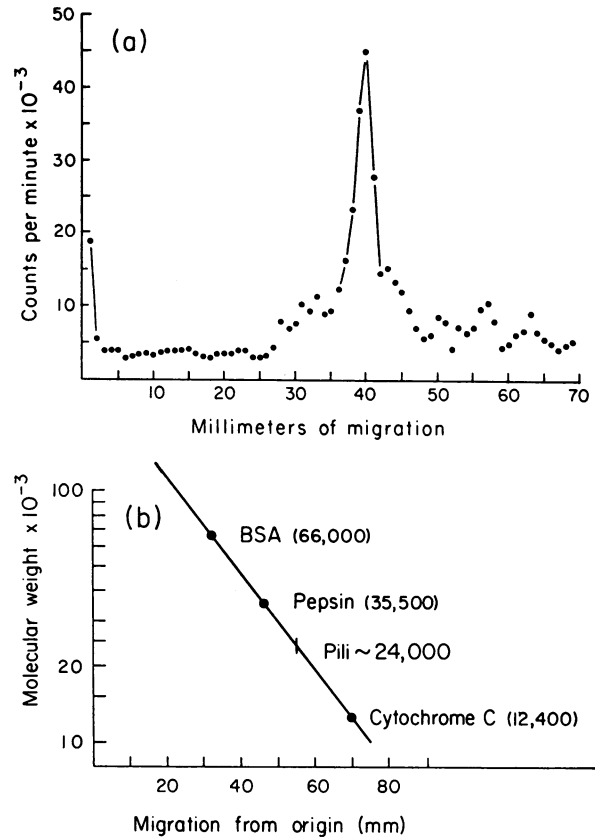 (a)
Counts per minute x10⁻³
50
40
30
20
10
10 20 30 40 50 60 70
Millimeters of migration
(b)
Molecular weight x10⁻³
100
20
10
BSA (66,000)
Pepsin (35,500)
Pili ~ 24,000
Cytochrome C (12,400)
20 40 60 80
Migration from origin (mm)